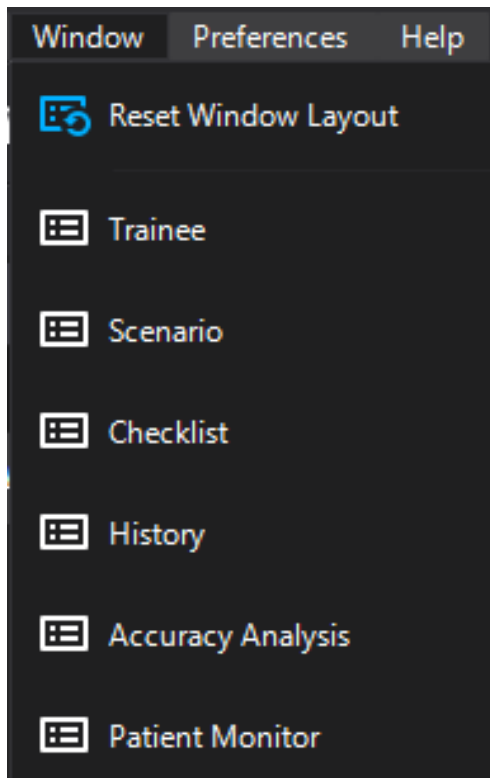 Window Preferences Help
Reset Window Layout
Trainee
Scenario
Checklist
History
Accuracy Analysis
Patient Monitor